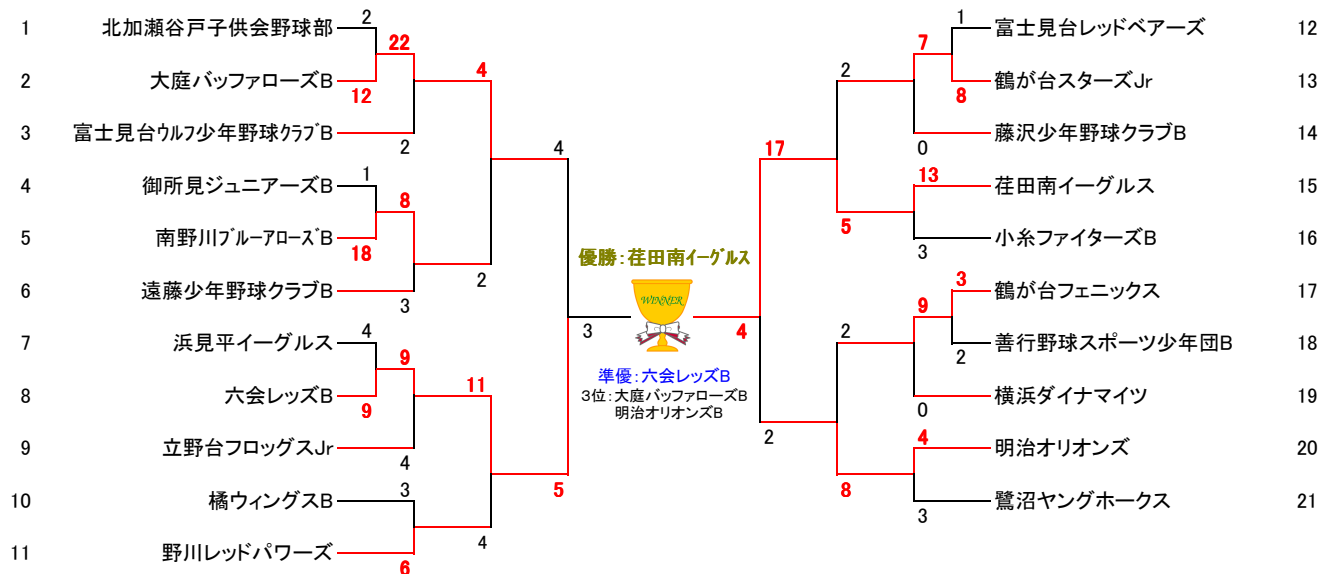 1 北加瀬谷戸子供会野球部 2
22
4
2 大庭バッファローズB 12
3 富士見台ウルフ少年野球クラブB 2
4
4 御所見ジュニアーズB 1
8
5 南野川ブルーアローズB 18
2
6 遠藤少年野球クラブB 3
7 浜見平イーグルス 4
9
11
8 六会レッズB 9
9 立野台フロッグスJr 4
5
10 橘ウィングスB 3
4
11 野川レッドパワーズ 6
優勝:荏田南イーグルス
WINNER
3
4
準優:六会レッズB
3位:大庭バッファローズB
明治オリオンズB
1 富士見台レッドベアーズ 12
7
2
8 鶴が台スターズJr 13
0 藤沢少年野球クラブB 14
17
13 荏田南イーグルス 15
5
3 小糸ファイターズB 16
3 鶴が台フェニックス 17
9
2
2 善行野球スポーツ少年団B 18
0 横浜ダイナマイツ 19
2
4 明治オリオンズ 20
8
3 鷺沼ヤングホークス 21